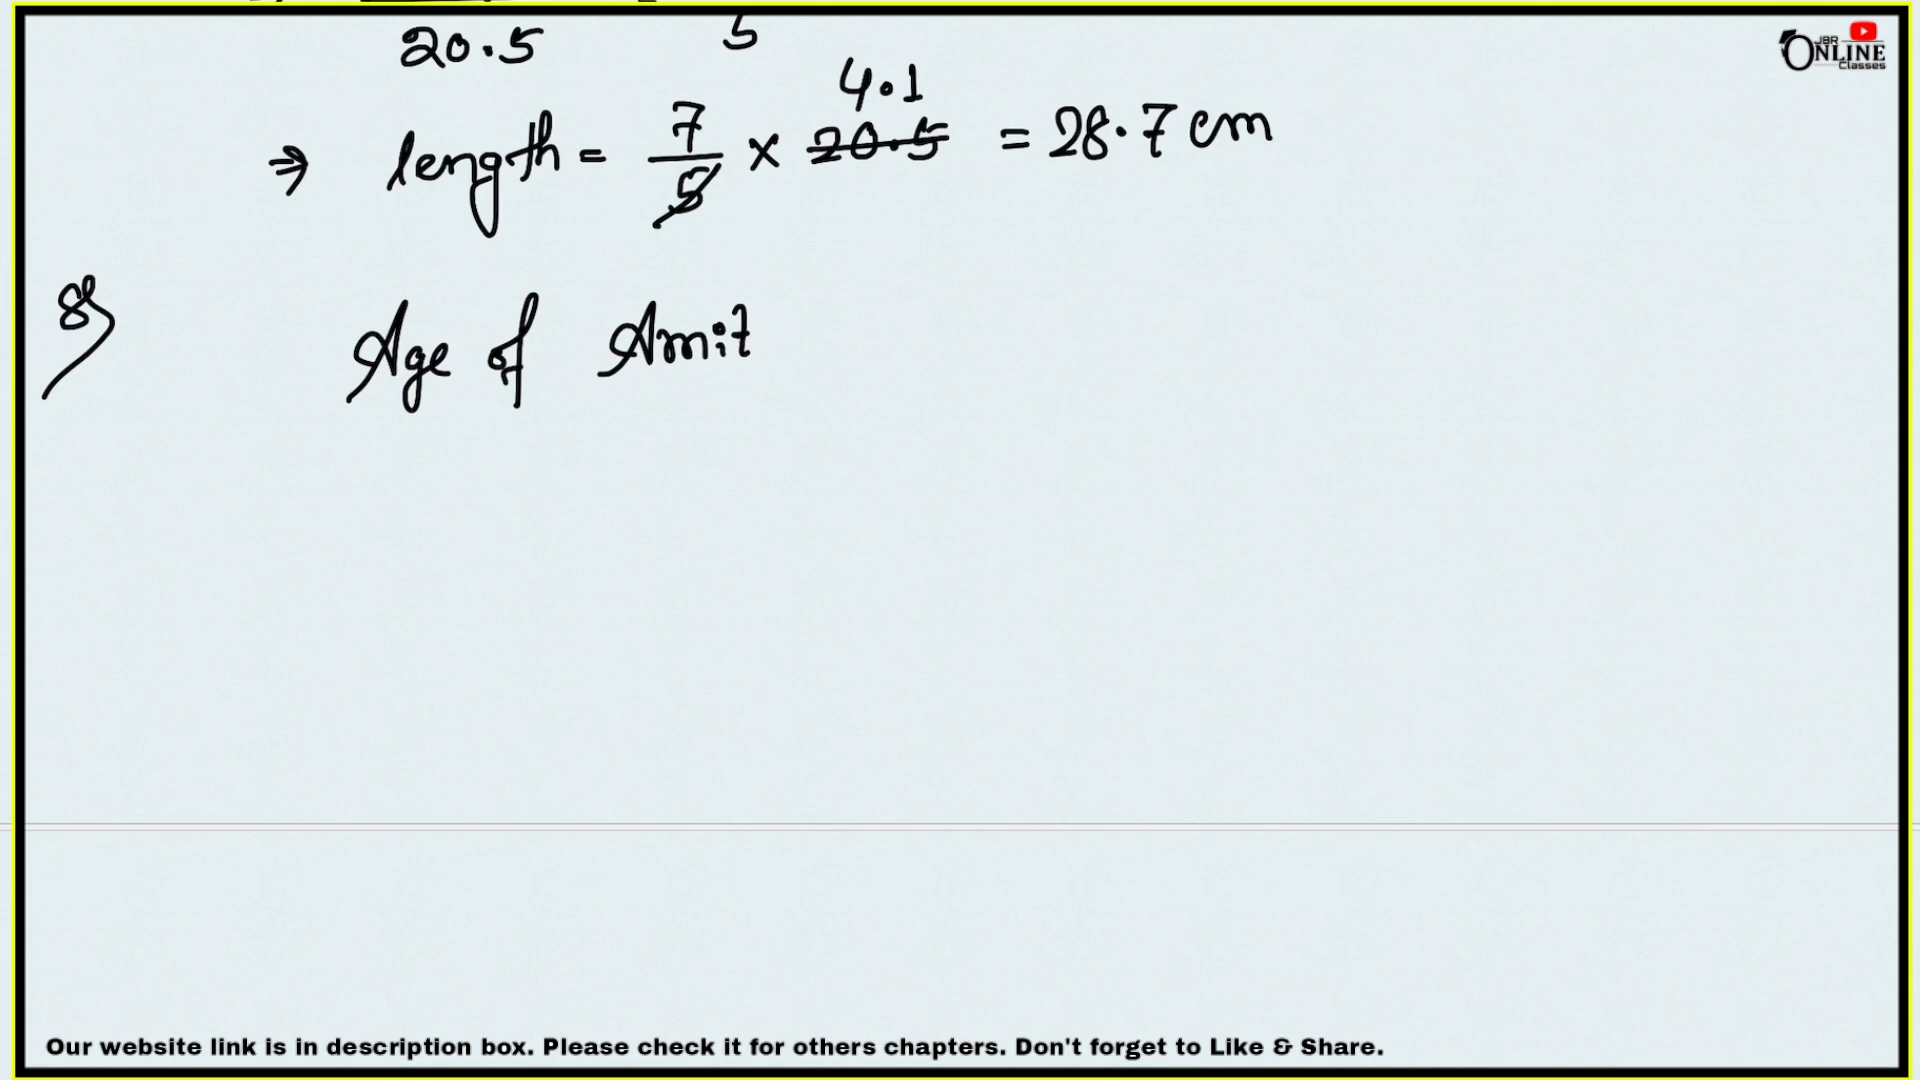 20.5 5
4.1
⇒ length = 7/5 × 20.5 = 28.7 cm
8) Age of Amit
JBR
ONLINE
Classes
Our website link is in description box. Please check it for others chapters. Don't forget to Like & Share.